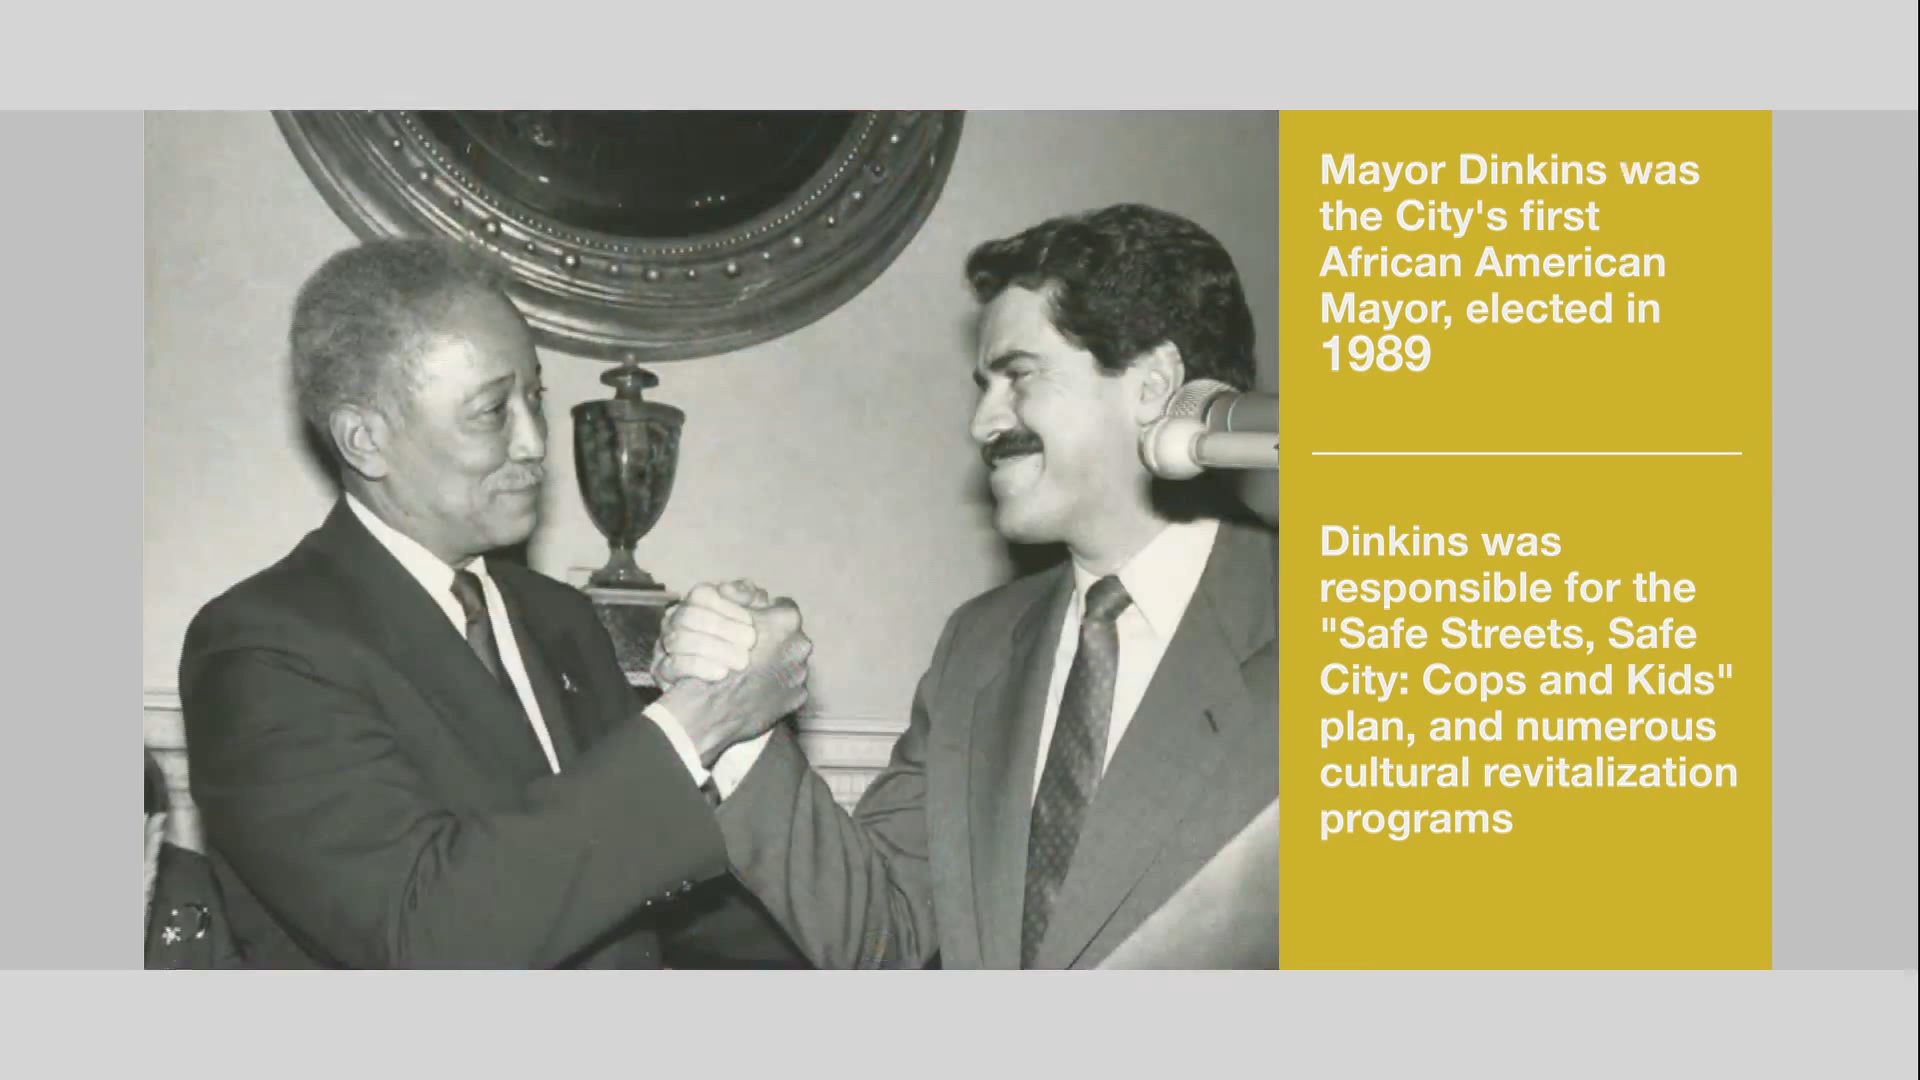 Mayor Dinkins was
the City's first
African American
Mayor, elected in
1989
Dinkins was
responsible for the
"Safe Streets, Safe
City: Cops and Kids"
plan, and numerous
cultural revitalization
programs